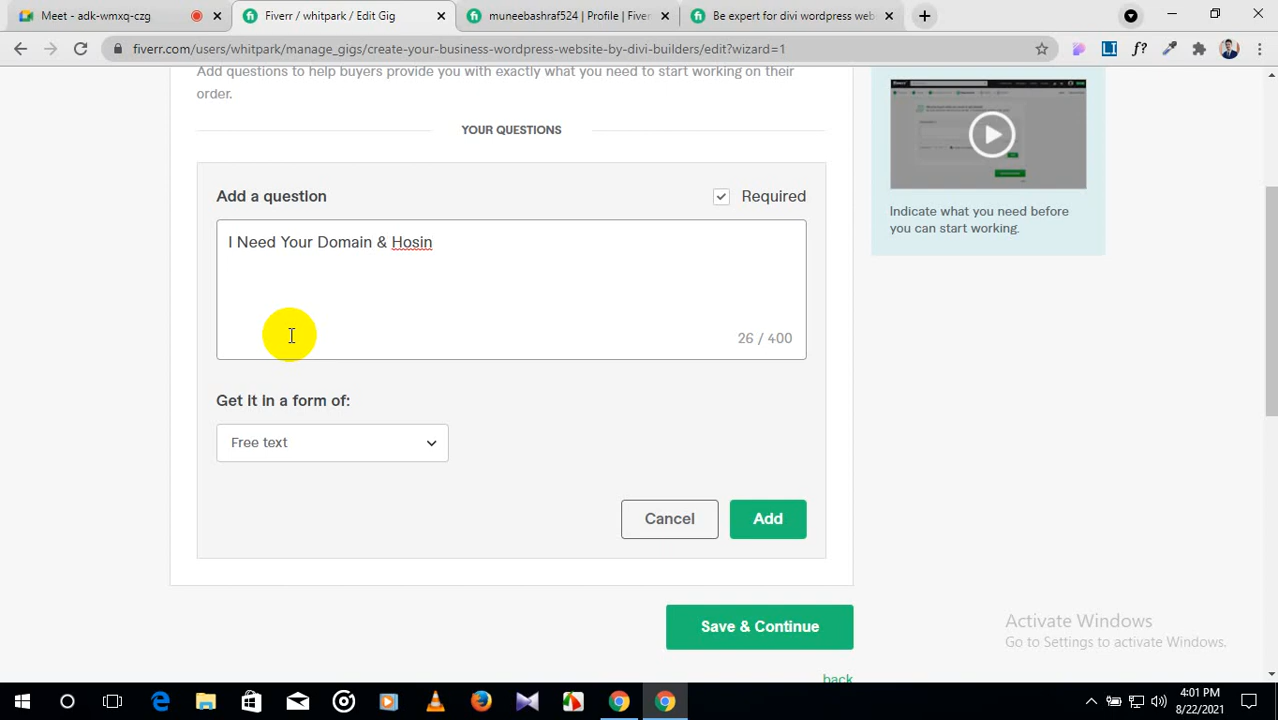 Meet - adk-wmxq-czg
Fiverr / whitpark / Edit Gig
muneebashraf524 | Profile | Fiver
Be expert for divi wordpress web
fiverr.com/users/whitpark/manage_gigs/create-your-business-wordpress-website-by-divi-builders/edit?wizard=1
Add questions to help buyers provide you with exactly what you need to start working on their
order.
YOUR QUESTIONS
Add a question
Required
I Need Your Domain & Hosin
26 / 400
Get it in a form of:
Free text
Cancel
Add
Save & Continue
back
Indicate what you need before
you can start working.
Activate Windows
Go to Settings to activate Windows.
4:01 PM
8/22/2021